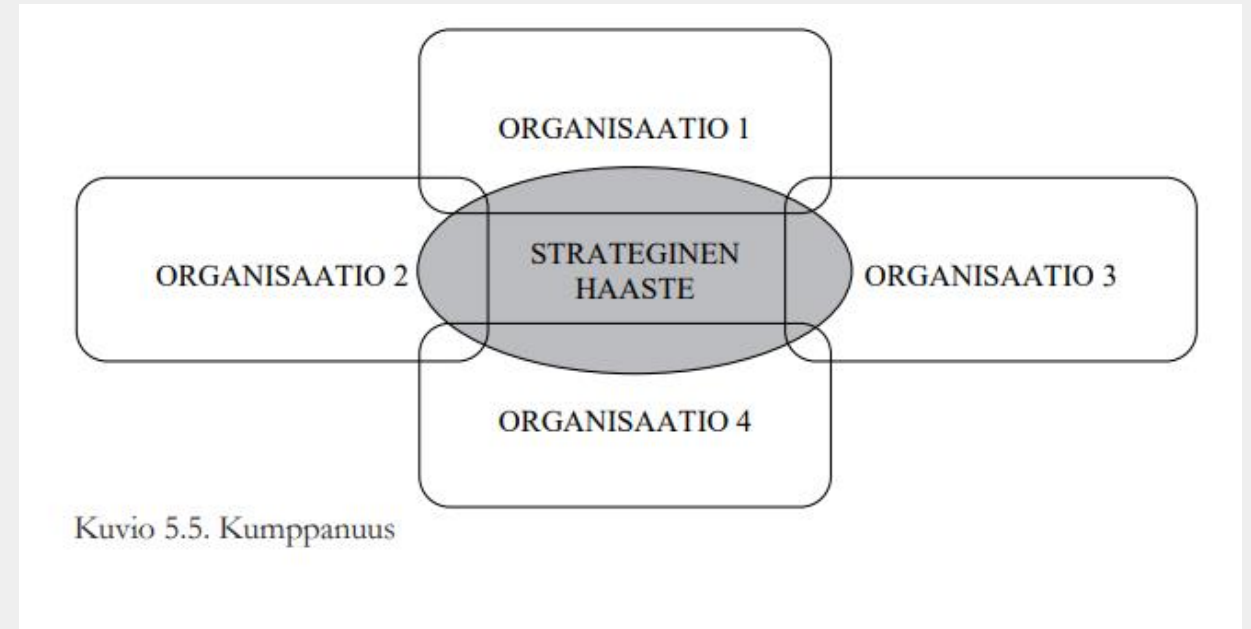 ORGANISAATIO 1
STRATEGINEN
HAASTE
ORGANISAATIO 2
ORGANISAATIO 3
ORGANISAATIO 4
Kuvio 5.5. Kumppanuus